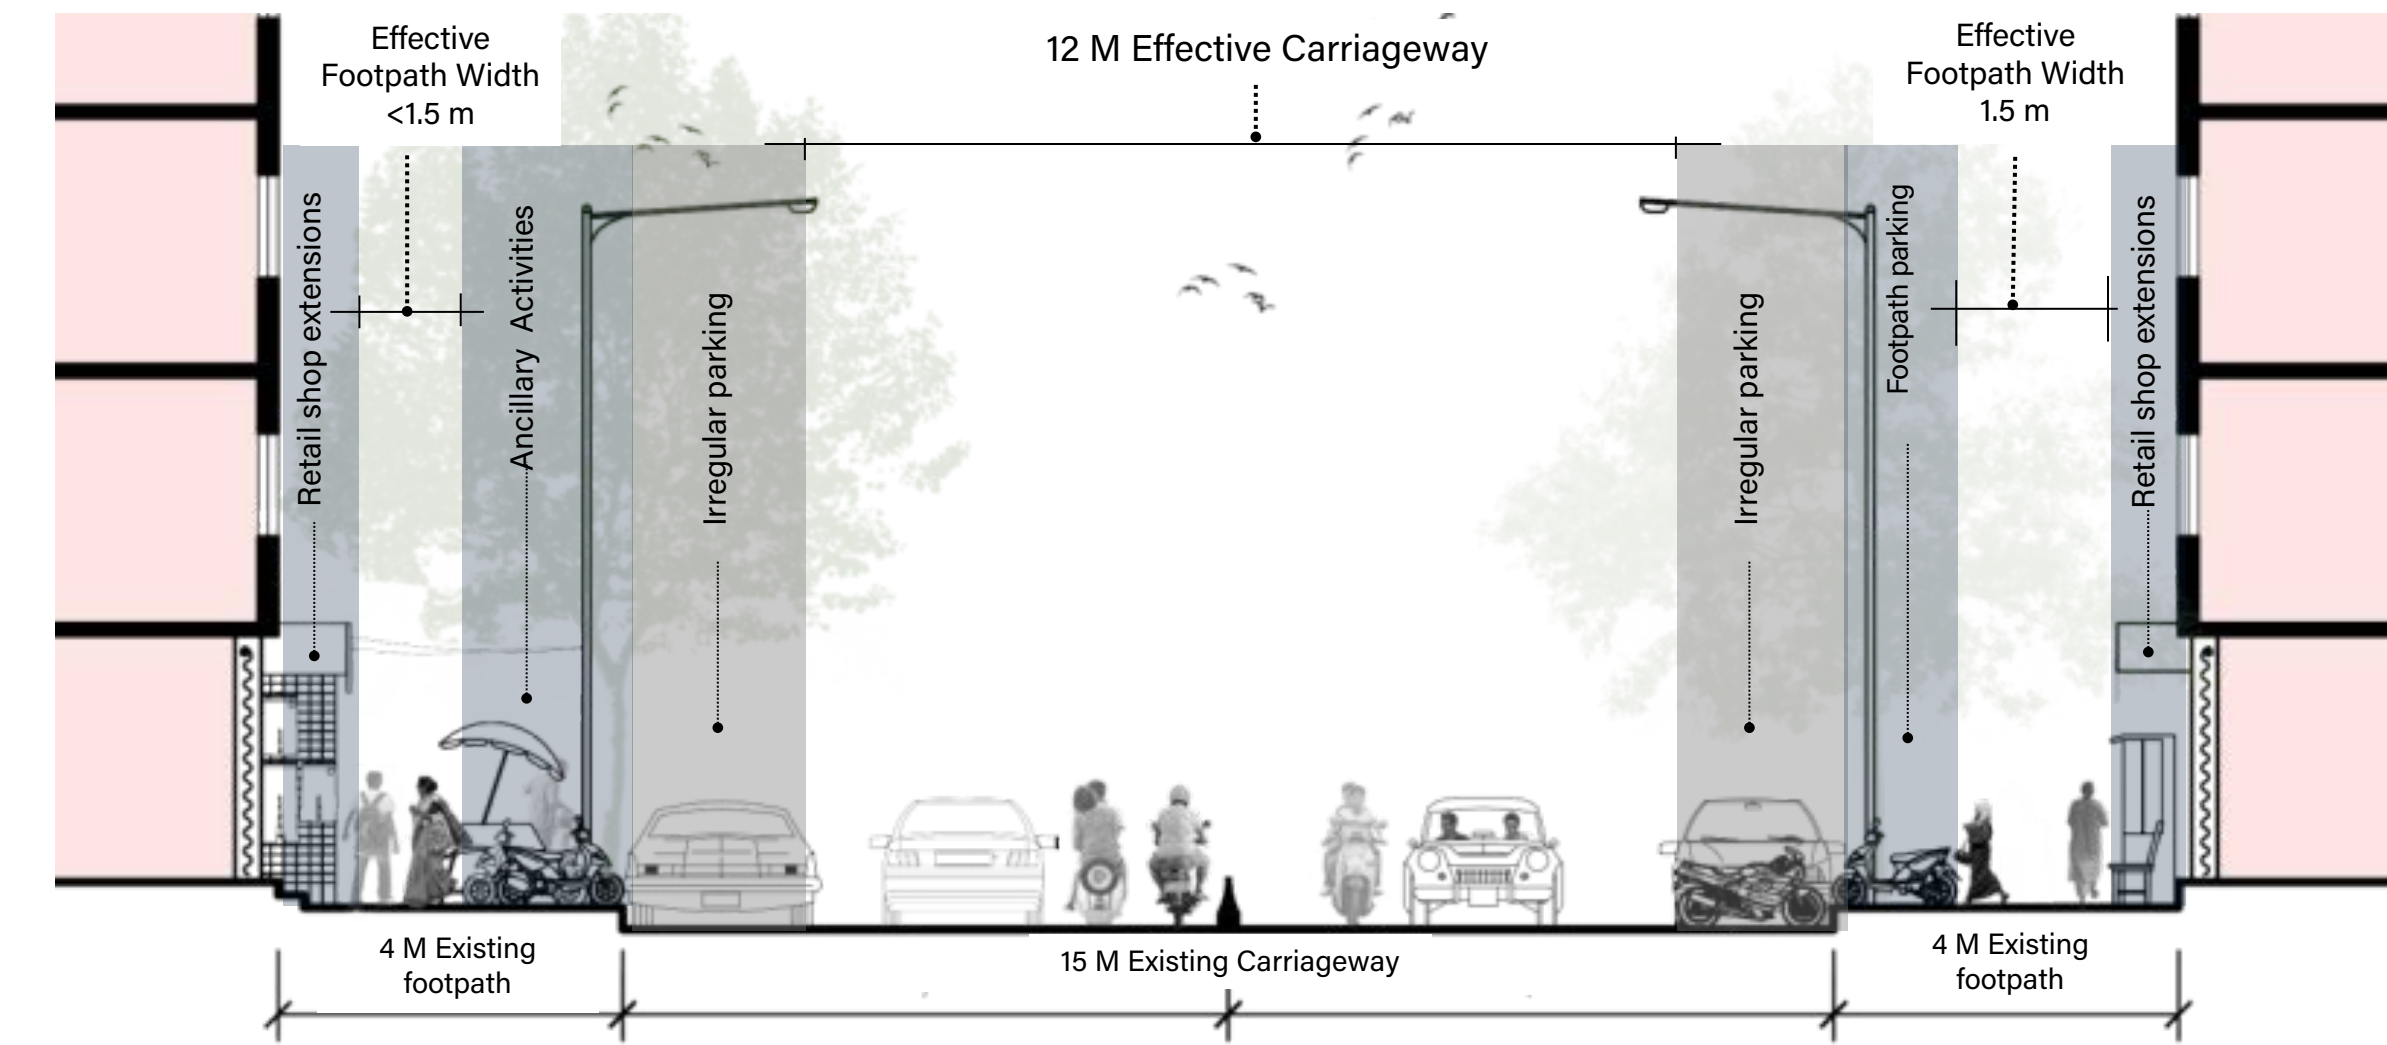 Effective
Footpath Width
<1.5 m
12 M Effective Carriageway
Effective
Footpath Width
1.5 m
Retail shop extensions
Ancillary Activities
Irregular parking
Irregular parking
Footpath parking
Retail shop extensions
4 M Existing
footpath
15 M Existing Carriageway
4 M Existing
footpath